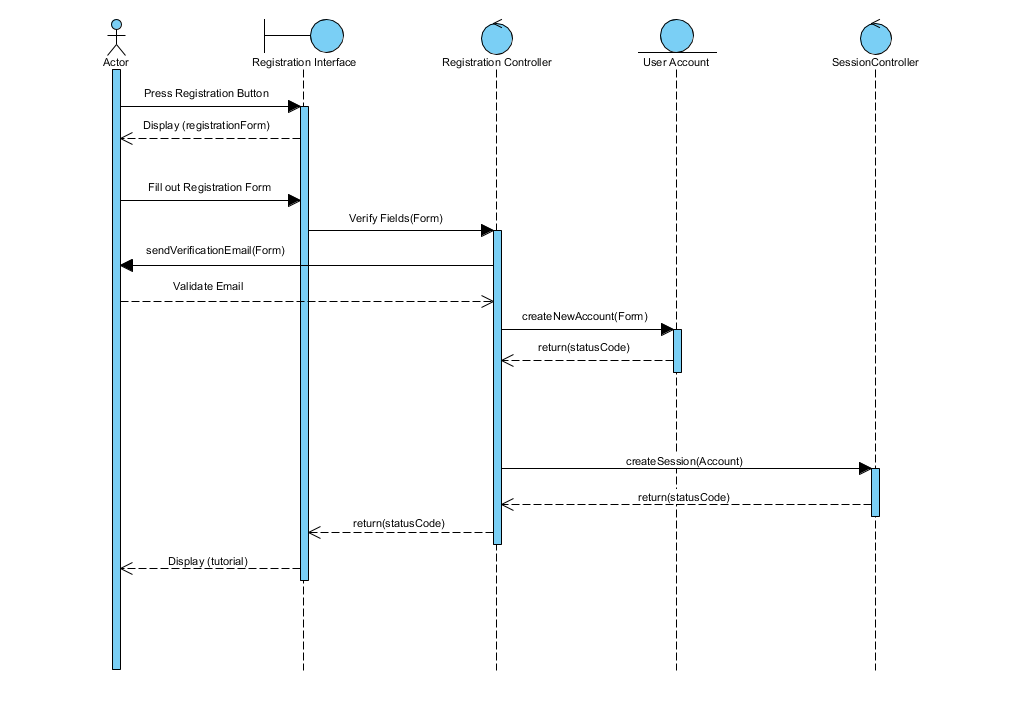 Actor
Registration Interface
Registration Controller
User Account
SessionController
Press Registration Button
Display (registrationForm)
Fill out Registration Form
Verify Fields(Form)
sendVerificationEmail(Form)
Validate Email
createNewAccount(Form)
return(statusCode)
createSession(Account)
return(statusCode)
return(statusCode)
Display (tutorial)